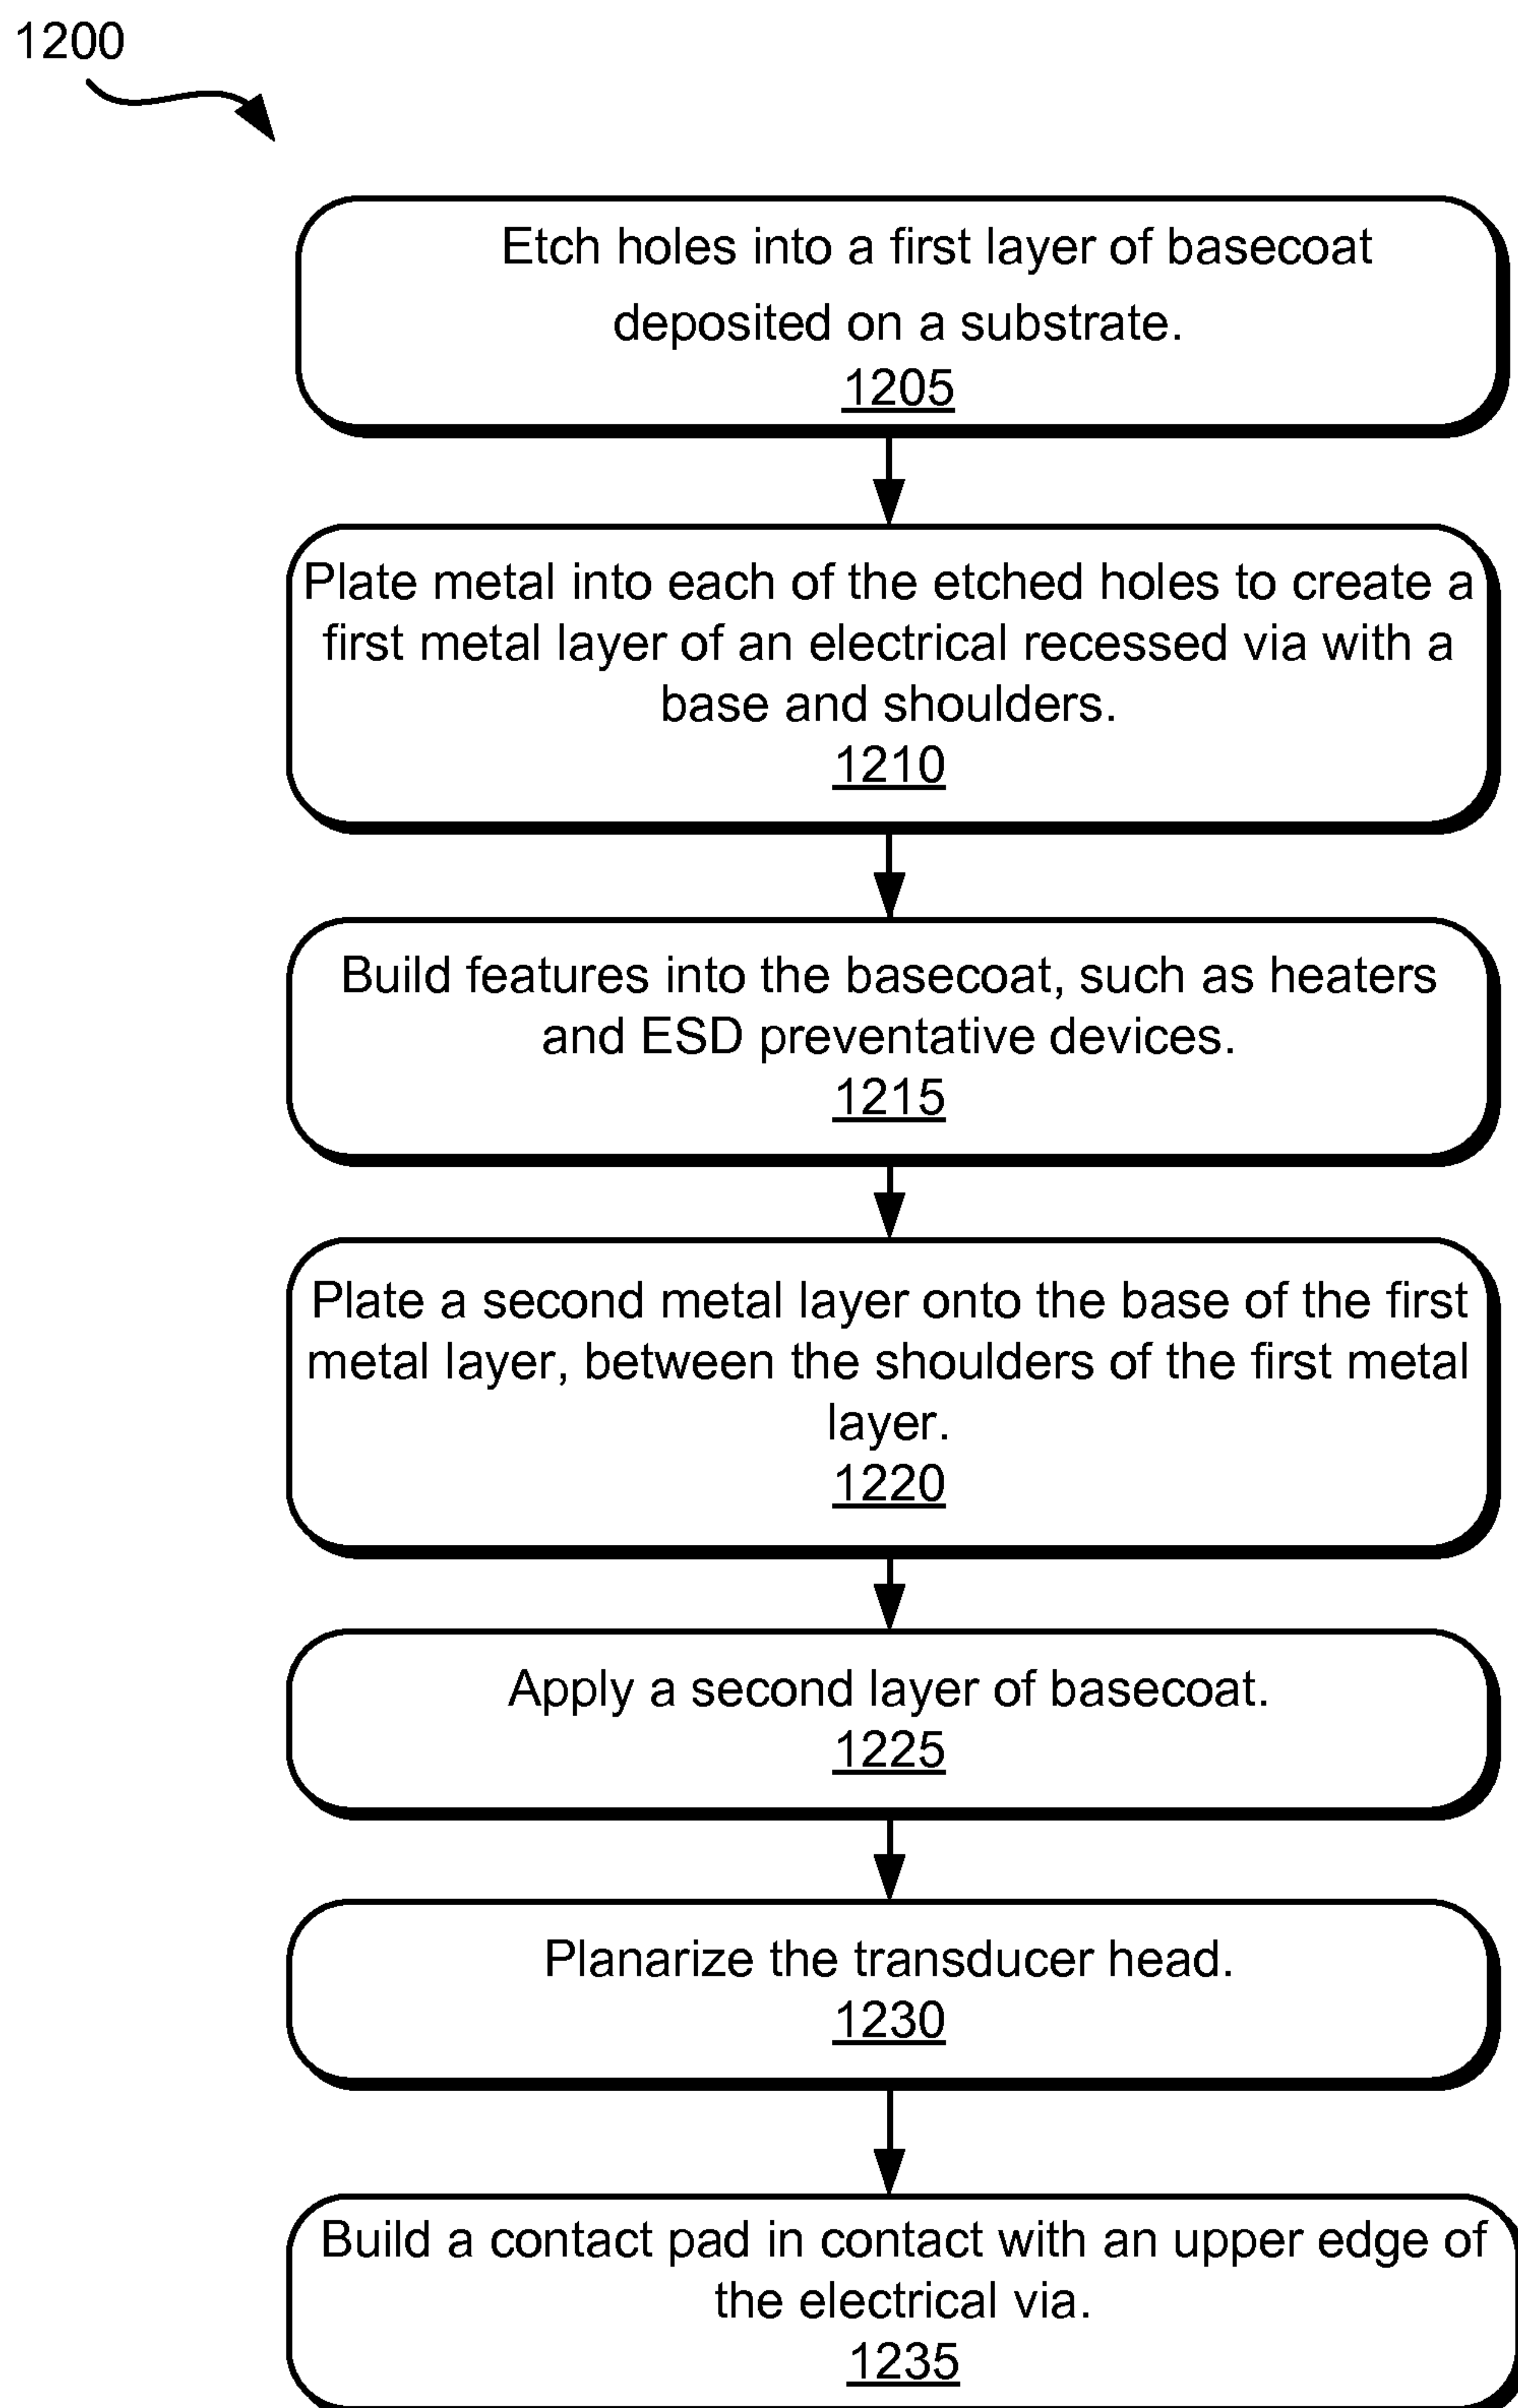 1200
Etch holes into a first layer of basecoat
deposited on a substrate.
1205
Plate metal into each of the etched holes to create a
first metal layer of an electrical recessed via with a
base and shoulders.
1210
Build features into the basecoat, such as heaters
and ESD preventative devices.
1215
Plate a second metal layer onto the base of the first
metal layer, between the shoulders of the first metal
layer.
1220
Apply a second layer of basecoat.
1225
Planarize the transducer head.
1230
Build a contact pad in contact with an upper edge of
the electrical via.
1235